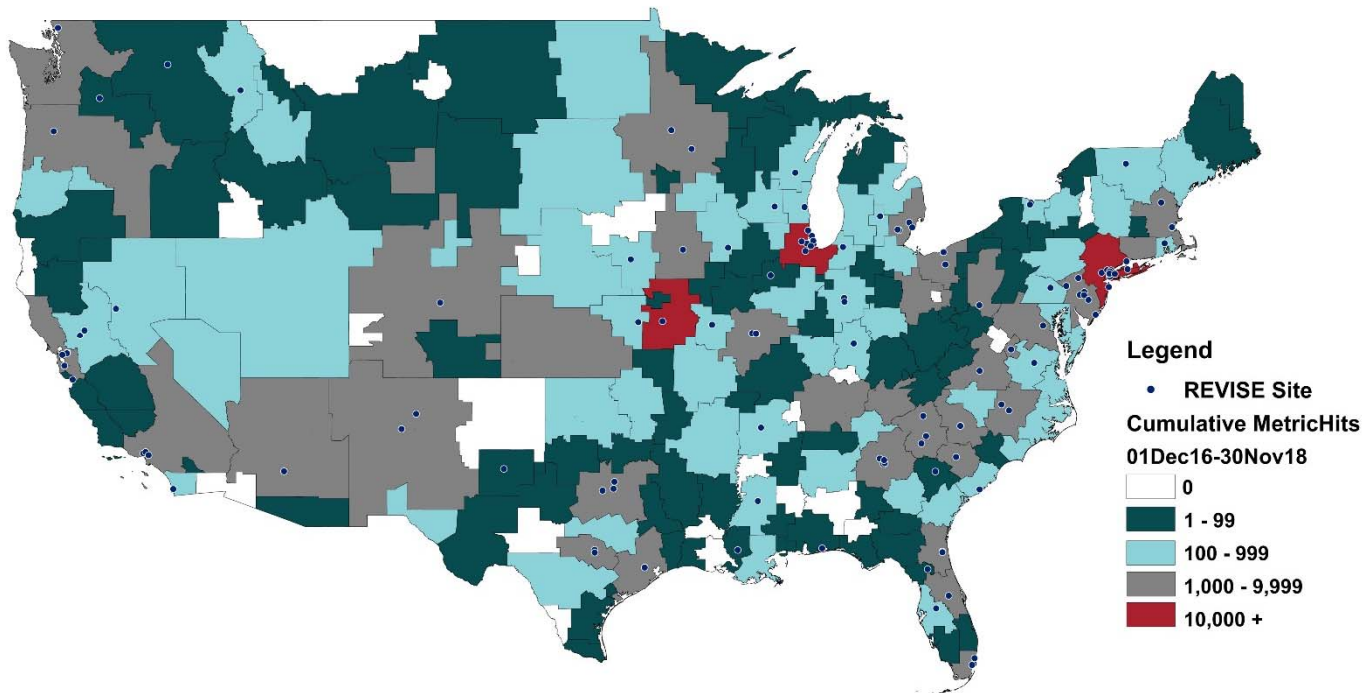 Legend
REVISE Site
Cumulative MetricHits
01Dec16-30Nov18
0
1 - 99
100 - 999
1,000 - 9,999
10,000 +